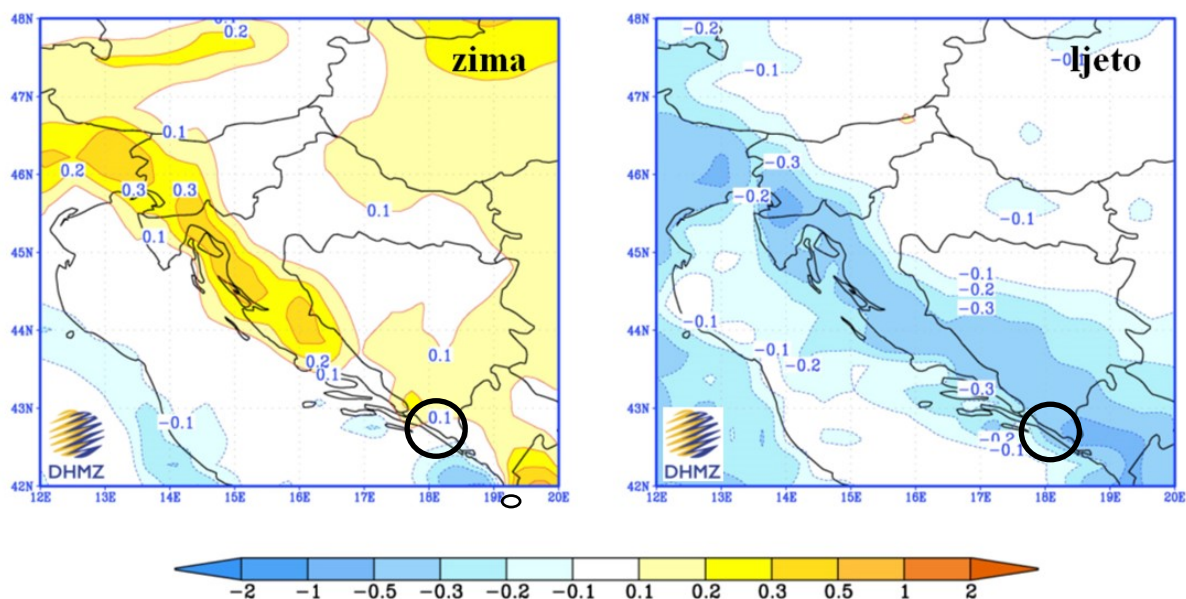 zima
48N
47N
46N
45N
44N
43N
42N
0.2
0.1
0.2
0.3
0.3
0.1
0.1
0.2
0.1
0.1
0.1
-0.1
DHMZ
12E 13E 14E 15E 16E 17E 18E 19E 20E
ljeto
48N
47N
46N
45N
44N
43N
42N
-0.2
-0.1
-0.3
-0.2
-0.1
-0.1
-0.2
-0.3
-0.1
-0.1
-0.2
-0.3
-0.2
-0.1
DHMZ
12E 13E 14E 15E 16E 17E 18E 19E 20E
-2 -1 -0.5 -0.3 -0.2 -0.1 0.1 0.2 0.3 0.5 1 2